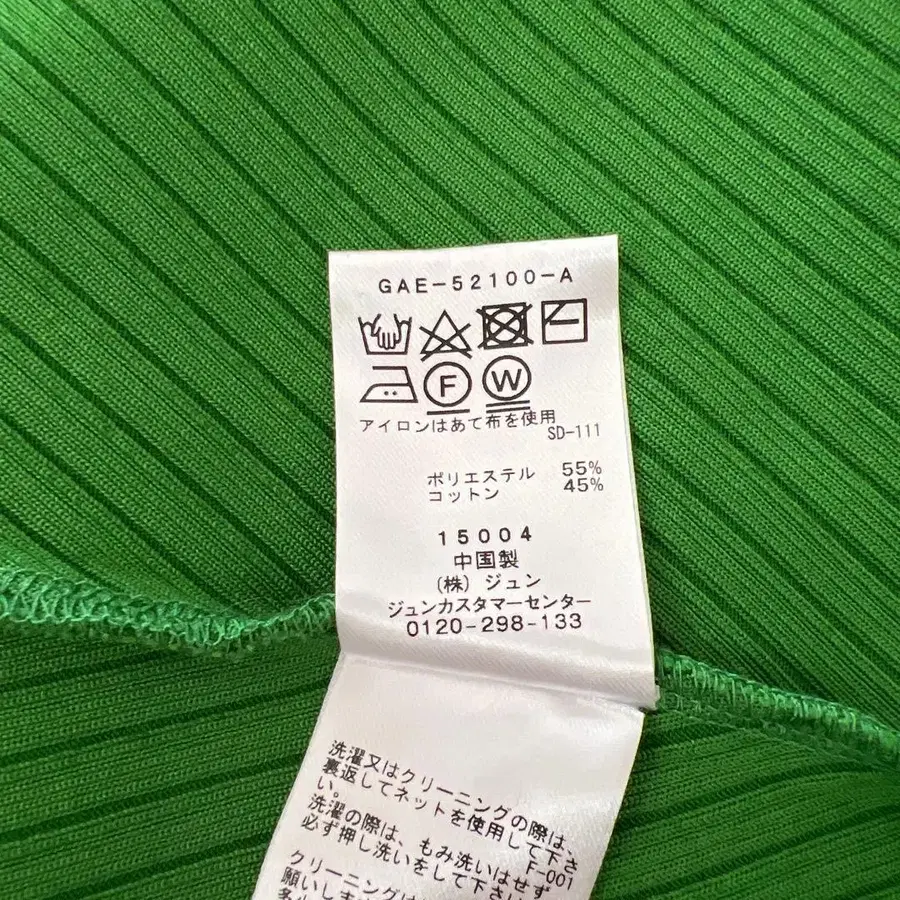 GAE-52100-A
F W
アイロンはあて布を使用
SD-111
ポリエステル 55%
コットン 45%
15004
中国製
(株) ジュン
ジュンカスタマーセンター
0120-298-133
洗濯又はクリーニングの際は、
裏返してネットを使用して下さ
い。
F-001
洗濯の際は、もみ洗いはせず
必ず押し洗いをして下さい
クリーニング
願いします